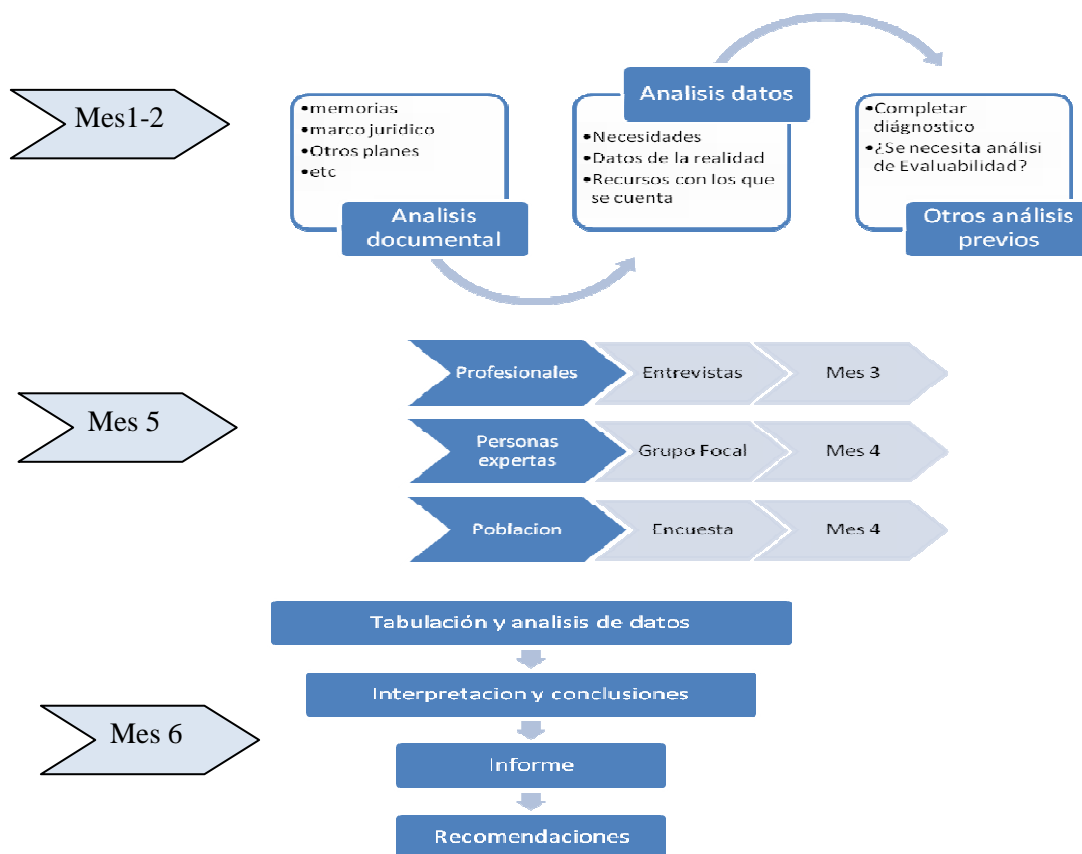 Mes1-2
•memorias
•marco juridico
•Otros planes
•etc
Analisis
documental
Analisis datos
•Necesidades
•Datos de la realidad
•Recursos con los que
se cuenta
•Completar
diágnostico
•¿Se necesita análisi
de Evaluabilidad?
Otros análisis
previos
Mes 5
Profesionales
Entrevistas
Mes 3
Personas
expertas
Grupo Focal
Mes 4
Poblacion
Encuesta
Mes 4
Mes 6
Tabulación y analisis de datos
Interpretacion y conclusiones
Informe
Recomendaciones